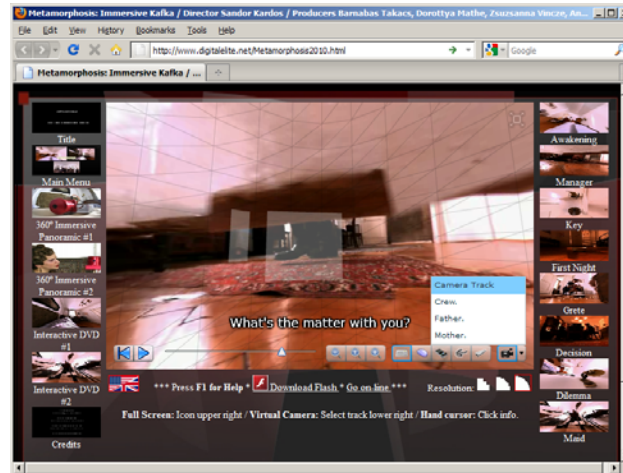 Metamorphosis: Immersive Kafka / Director Sandor Kardos / Producers Barnabas Takacs, Dorottya Mathe, Zsuzsanna Vincze, An...
File Edit View History Bookmarks Tools Help
http://www.digitalelite.net/Metamorphosis2010.html
Google
Metamorphosis: Immersive Kafka / ...
Title
Main Menu
360° Immersive
Panoramic #1
360° Immersive
Panoramic #2
Interactive DVD
#1
Interactive DVD
#2
Credits
What's the matter with you?
Camera Track
Crew.
Father.
Mother.
Awakening
Manager
Key
First Night
Grete
Decision
Dilemma
Maid
*** Press F1 for Help * Download Flash * Go on-line ***
Resolution:
Full Screen: Icon upper right / Virtual Camera: Select track lower right / Hand cursor: Click info.